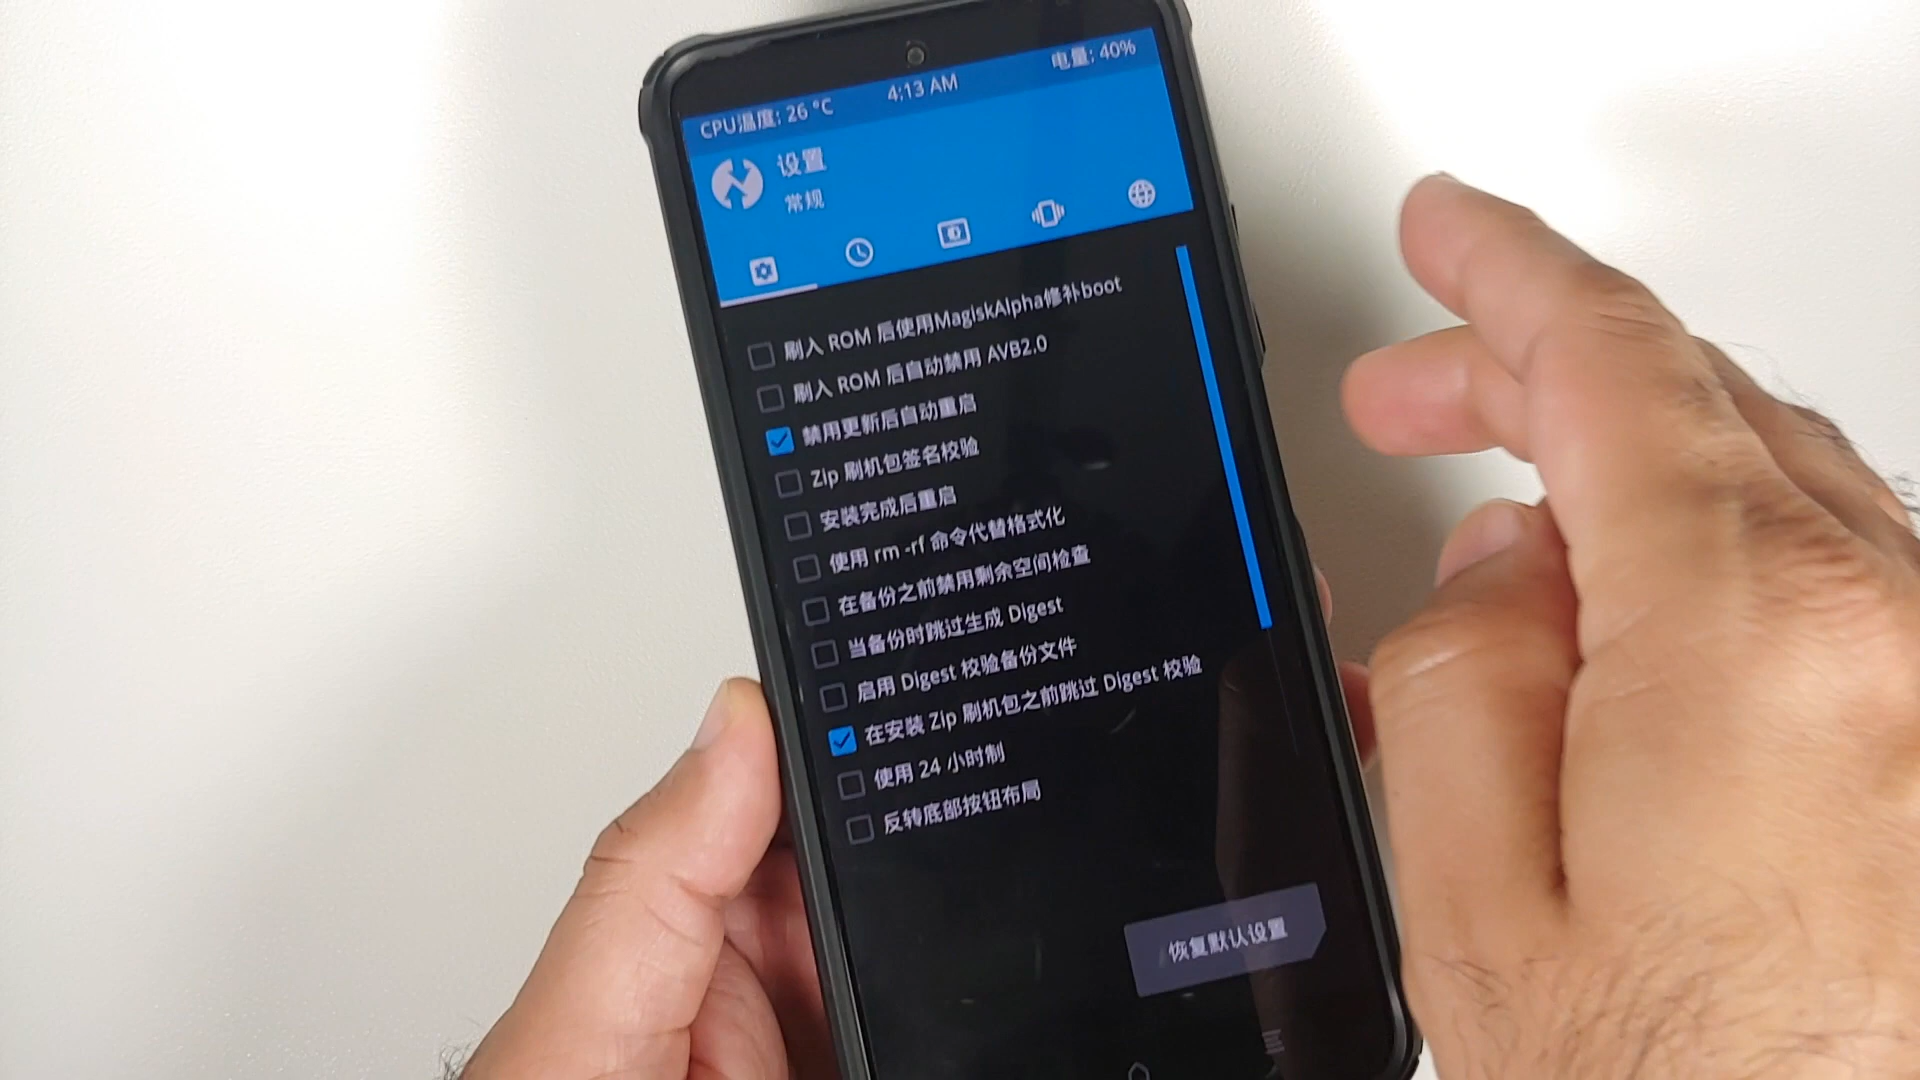 CPU温度: 26 °C
4:13 AM
电量: 40%
设置
常规
刷入 ROM 后使用MagiskAlpha修补boot
刷入 ROM 后自动禁用 AVB2.0
禁用更新后自动重启
Zip 刷机包签名校验
安装完成后重启
使用 rm -rf 命令代替格式化
在备份之前禁用剩余空间检查
当备份时跳过生成 Digest
启用 Digest 校验备份文件
在安装 Zip 刷机包之前跳过 Digest 校验
使用 24 小时制
反转底部按钮布局
恢复默认设置